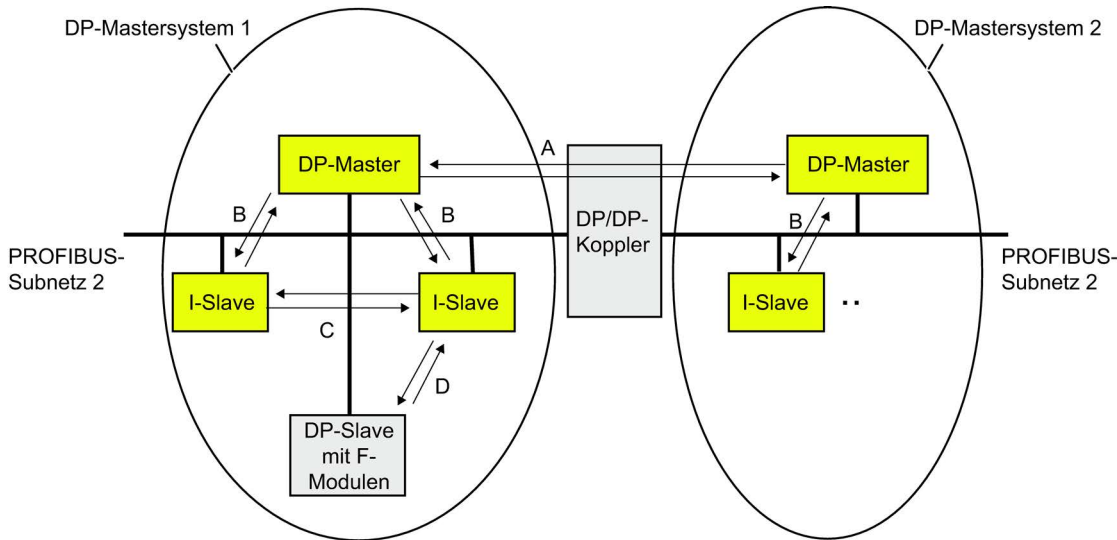 DP-Mastersystem 1
DP-Mastersystem 2
A
DP-Master
DP-Master
B
B
B
DP/DP-
Koppler
PROFIBUS-
Subnetz 2
PROFIBUS-
Subnetz 2
I-Slave
I-Slave
I-Slave
..
C
D
DP-Slave
mit F-
Modulen